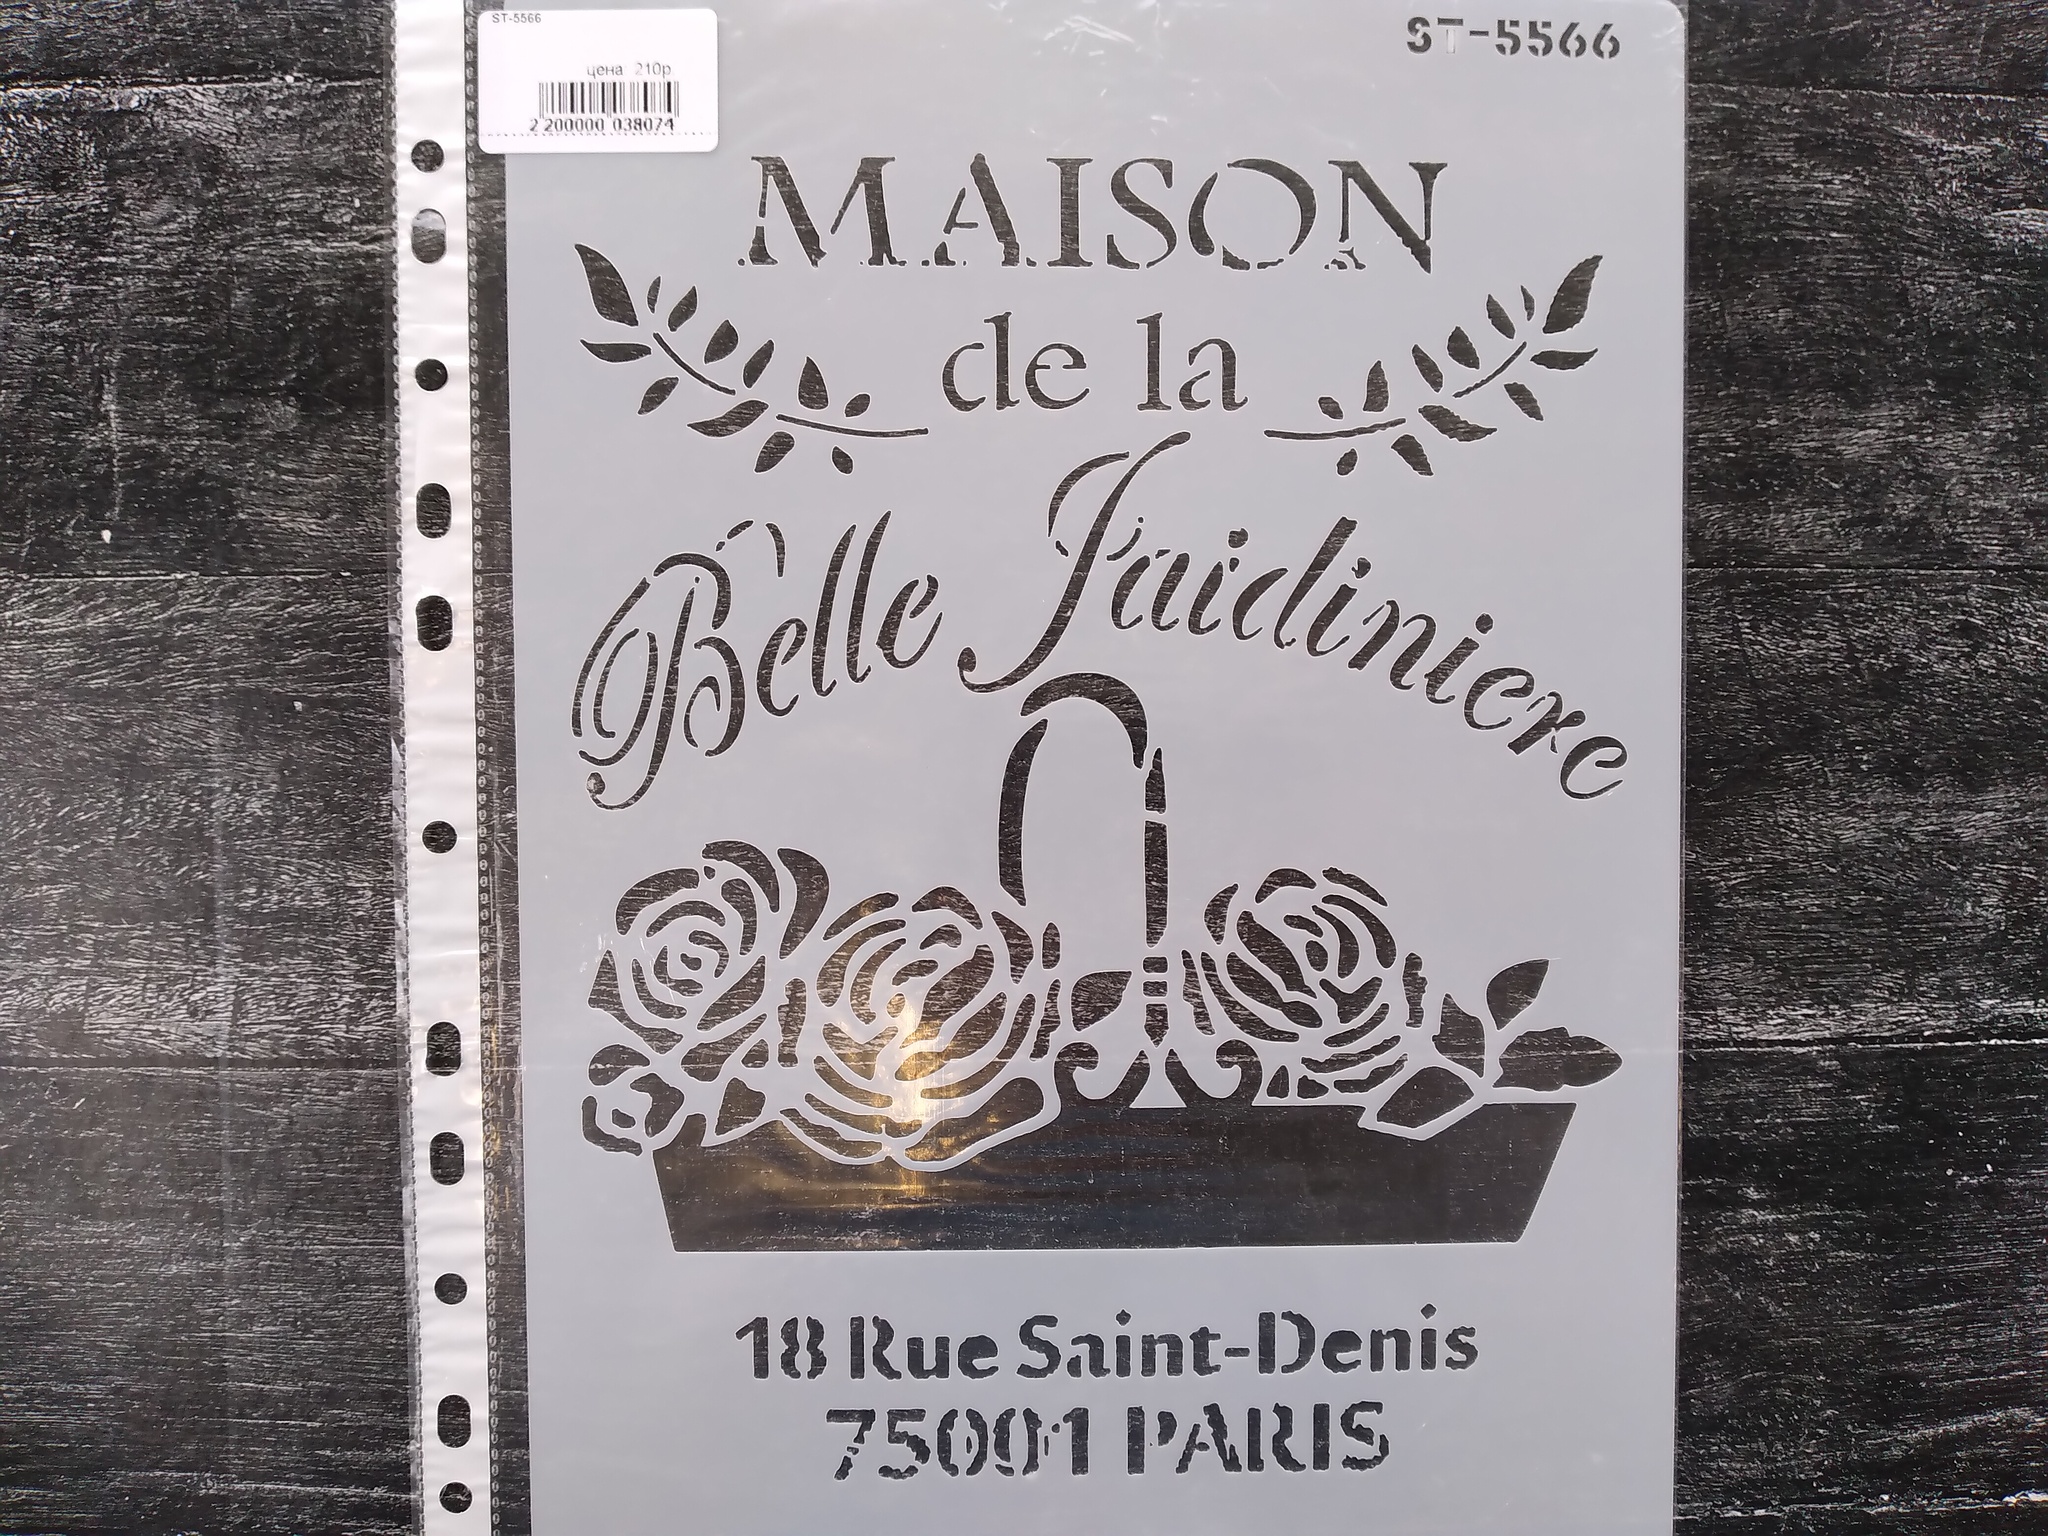 ST-5566
ST-5566
цена 210р
2 200000 038074
MAISON
de la
Belle Jaidiniere
18 Rue Saint-Denis
75001 PARIS